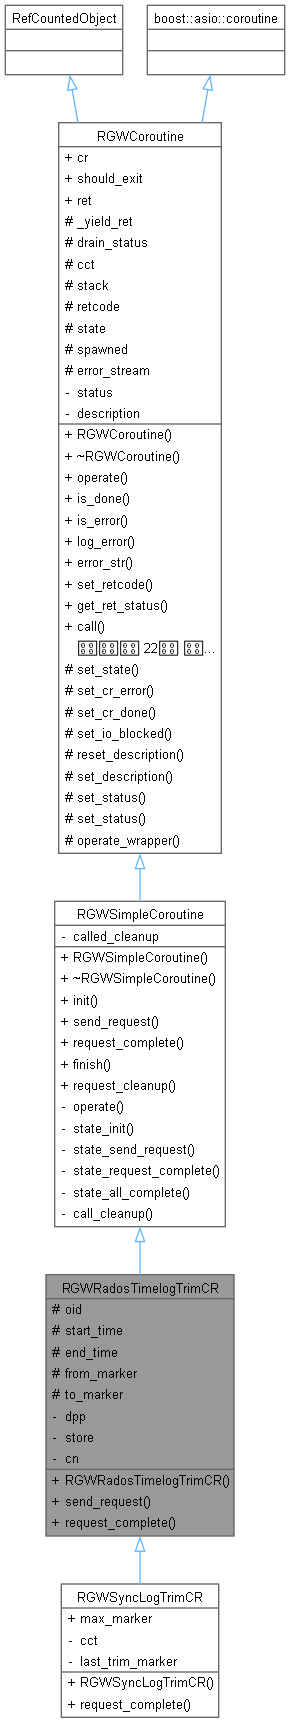 RefCountedObject
boost::asio::coroutine
RGWCoroutine
+ cr
+ should_exit
+ ret
# _yield_ret
# drain_status
# cct
# stack
# retcode
# state
# spawned
# error_stream
- status
- description
+ RGWCoroutine()
+ ~RGWCoroutine()
+ operate()
+ is_done()
+ is_error()
+ log_error()
+ error_str()
+ set_retcode()
+ get_ret_status()
+ call()
22 ...
# set_state()
# set_cr_error()
# set_cr_done()
# set_io_blocked()
# reset_description()
# set_description()
# set_status()
# set_status()
# operate_wrapper()
RGWSimpleCoroutine
- called_cleanup
+ RGWSimpleCoroutine()
+ ~RGWSimpleCoroutine()
+ init()
+ send_request()
+ request_complete()
+ finish()
+ request_cleanup()
- operate()
- state_init()
- state_send_request()
- state_request_complete()
- state_all_complete()
- call_cleanup()
RGWRadosTimelogTrimCR
# oid
# start_time
# end_time
# from_marker
# to_marker
- dpp
- store
- cn
+ RGWRadosTimelogTrimCR()
+ send_request()
+ request_complete()
RGWSyncLogTrimCR
+ max_marker
- cct
- last_trim_marker
+ RGWSyncLogTrimCR()
+ request_complete()